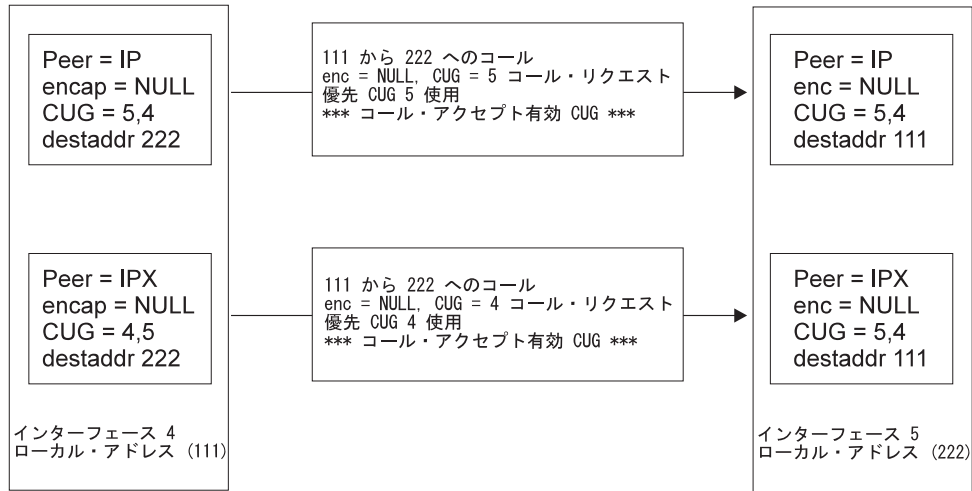 Peer = IP
encap = NULL
CUG = 5,4
destaddr 222
111 から 222 へのコール
enc = NULL, CUG = 5 コール・リクエスト
優先 CUG 5 使用
*** コール・アクセプト有効 CUG ***
Peer = IP
enc = NULL
CUG = 5,4
destaddr 111
Peer = IPX
encap = NULL
CUG = 4,5
destaddr 222
111 から 222 へのコール
enc = NULL, CUG = 4 コール・リクエスト
優先 CUG 4 使用
*** コール・アクセプト有効 CUG ***
Peer = IPX
enc = NULL
CUG = 5,4
destaddr 111
インターフェース 4
ローカル・アドレス (111)
インターフェース 5
ローカル・アドレス (222)